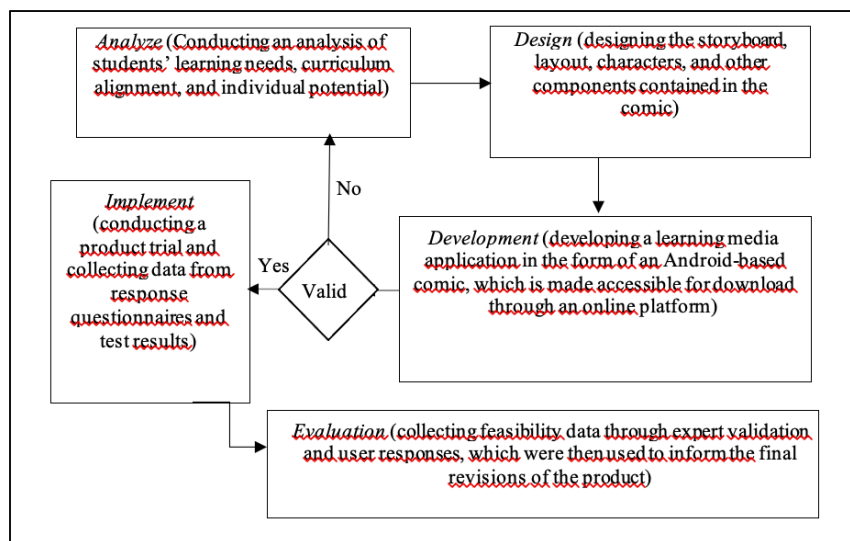 Analyze (Conducting an analysis of
students' learning needs, curriculum
alignment, and individual potential)
Design (designing the storyboard,
layout, characters, and other
components contained in the
comic)
No
Implement
(conducting a
product trial and
collecting data from
response
questionnaires and
test results)
Yes
Valid
Development (developing a learning media
application in the form of an Android-based
comic, which is made accessible for download
through an online platform)
Evaluation (collecting feasibility data through expert validation
and user responses, which were then used to inform the final
revisions of the product)